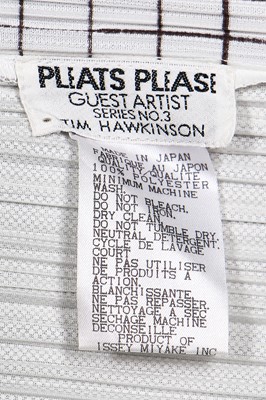 PLEATS PLEASE
GUEST ARTIST
SERIES NO.3
TIM HAWKINSON
MADE IN JAPAN
FABRIQUE AU JAPON
100% POLYESTER
QUALITE
MINIMUM MACHINE
WASH.
DO NOT BLEACH.
DO NOT IRON.
DRY CLEAN.
DO NOT TUMBLE DRY.
NEUTRAL DETERGENT.
CYCLE DE LAVAGE
COURT
NE PAS UTILISER
DE PRODUITS A
ACTION.
BLANCHISSANTE.
NE PAS REPASSER.
NETTOYAGE A SEC
SECHAGE MACHINE
DECONSEILLE
PRODUCT OF
ISSEY MIYAKE INC